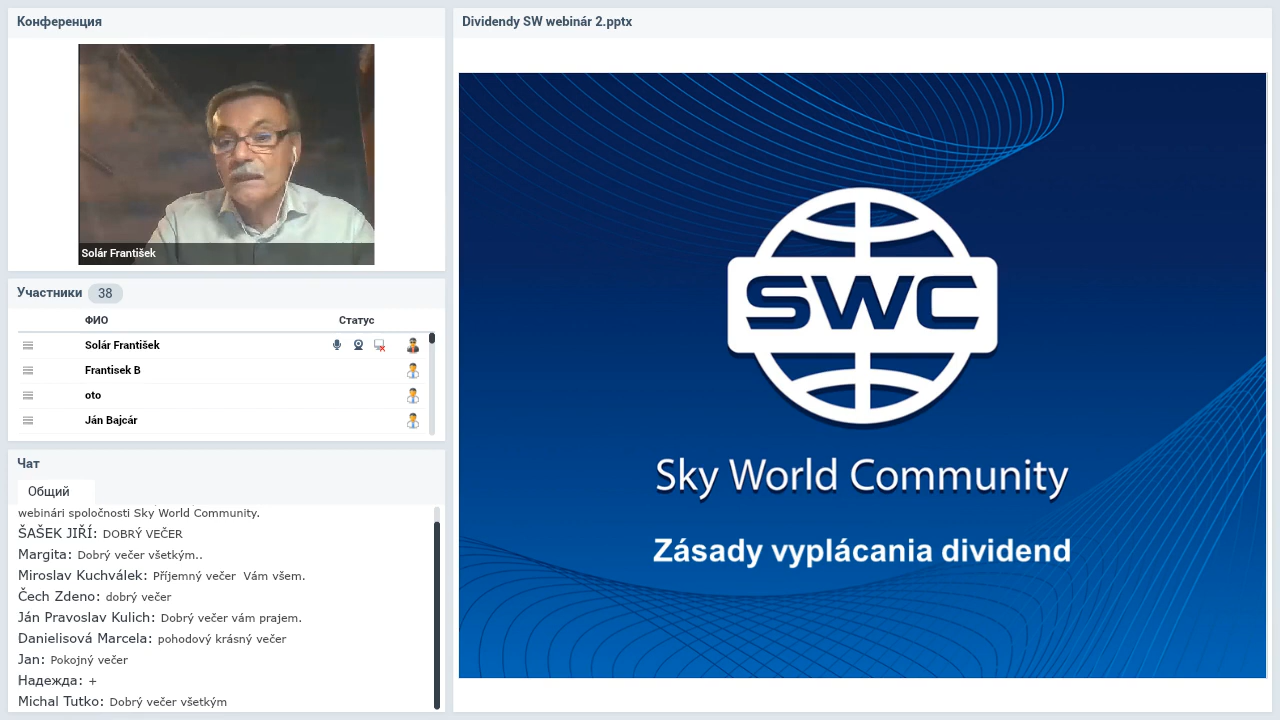 Конференция
Solár František
Участники 38
ФИО Статус
Solár František
Frantisek B
oto
Ján Bajcár
Чат
Общий
webinári spoločnosti Sky World Community.
ŠAŠEK JIŘÍ: DOBRÝ VEČER
Margita: Dobrý večer všetkým..
Miroslav Kuchválek: Příjemný večer Vám všem.
Čech Zdeno: dobrý večer
Ján Pravoslav Kulich: Dobrý večer vám prajem.
Danielisová Marcela: pohodový krásný večer
Jan: Pokojný večer
Надежда: +
Michal Tutko: Dobrý večer všetkým
Dividendy SW webinár 2.pptx
SWC
Sky World Community
Zásady vyplácania dividend